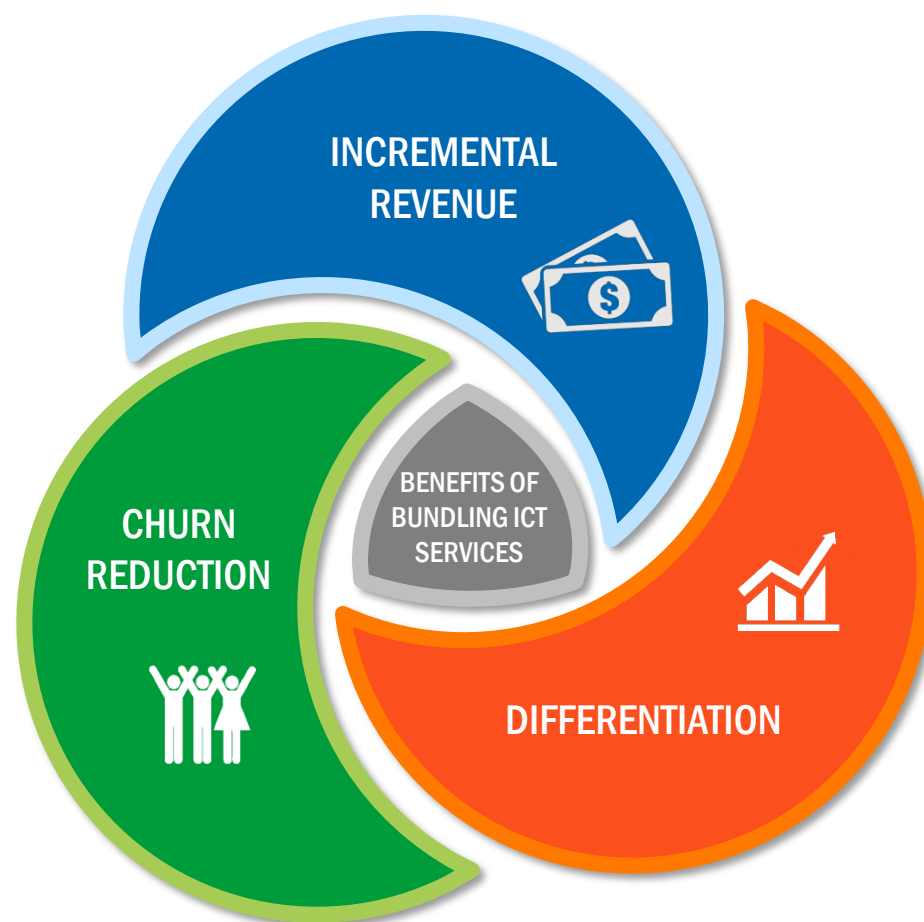 INCREMENTAL
REVENUE
$
BENEFITS OF
BUNDLING ICT
SERVICES
CHURN
REDUCTION
DIFFERENTIATION